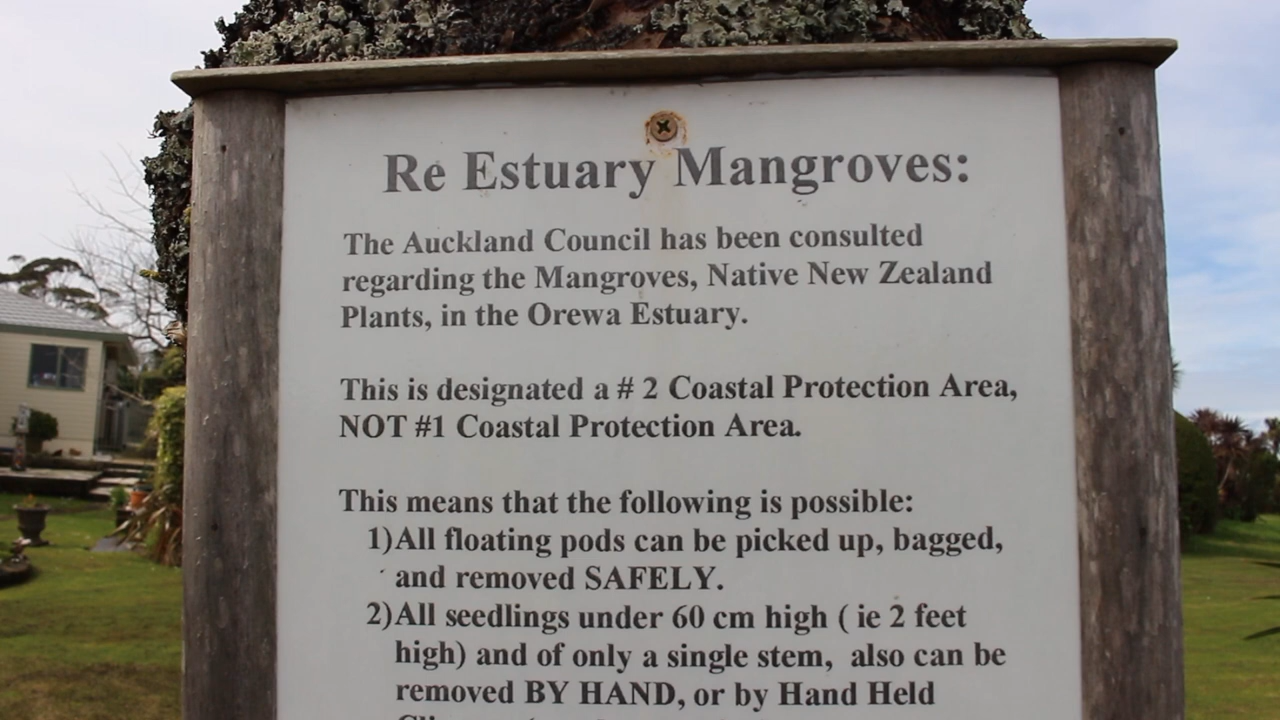 Re Estuary Mangroves:
The Auckland Council has been consulted
regarding the Mangroves, Native New Zealand
Plants, in the Orewa Estuary.
This is designated a # 2 Coastal Protection Area,
NOT #1 Coastal Protection Area.
This means that the following is possible:
1)All floating pods can be picked up, bagged,
and removed SAFELY.
2)All seedlings under 60 cm high ( ie 2 feet
high) and of only a single stem, also can be
removed BY HAND, or by Hand Held